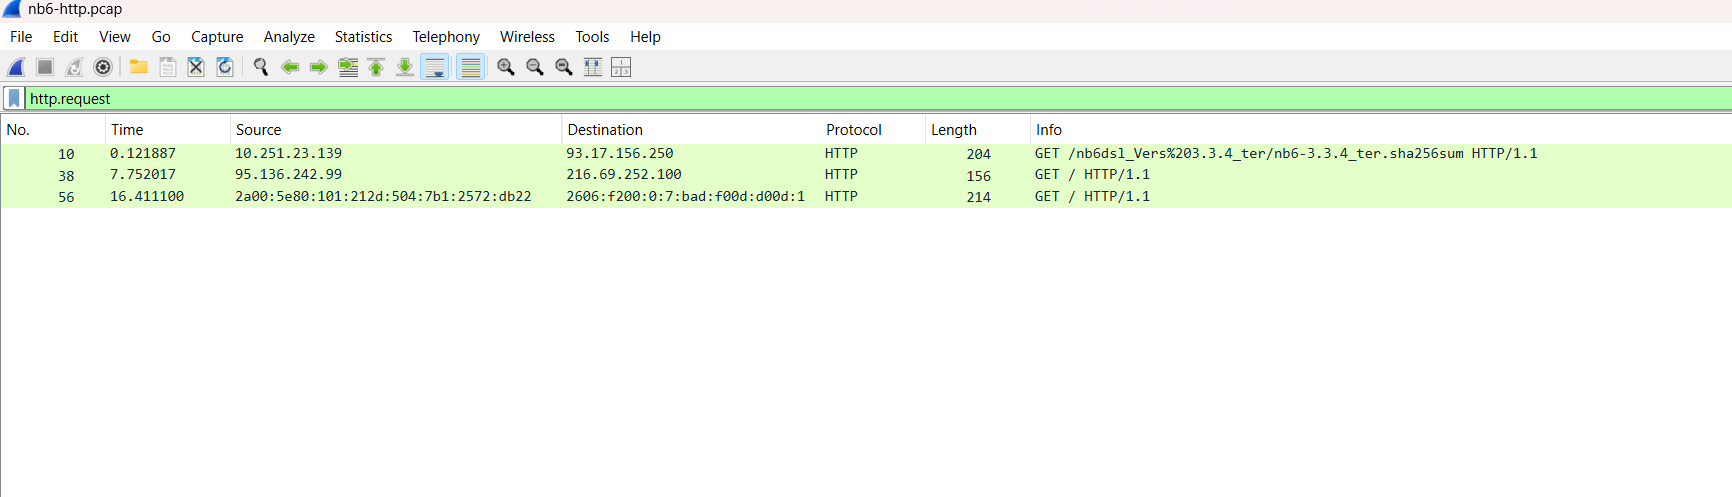 nb6-http.pcap
File Edit View Go Capture Analyze Statistics Telephony Wireless Tools Help
http.request
No. Time Source Destination Protocol Length Info
10 0.121887 10.251.23.139 93.17.156.250 HTTP 204 GET /nb6dsl_Vers%203.3.4_ter/nb6-3.3.4_ter.sha256sum HTTP/1.1
38 7.752017 95.136.242.99 216.69.252.100 HTTP 156 GET / HTTP/1.1
56 16.411100 2a00:5e80:101:212d:504:7b1:2572:db22 2606:f200:0:7:bad:f00d:d00d:1 HTTP 214 GET / HTTP/1.1